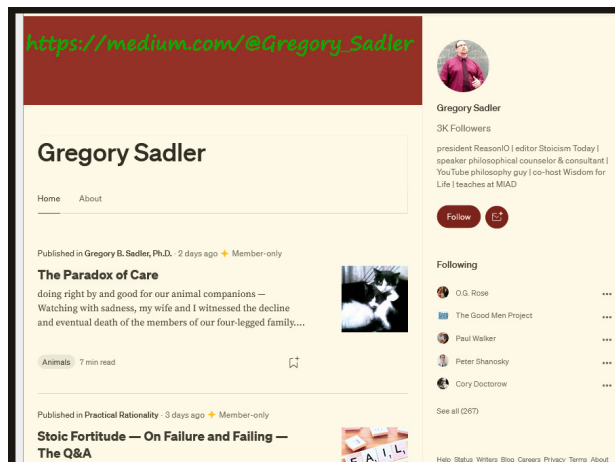 https://medium.com/@Gregory_Sadler
Gregory Sadler
Home About
Published in Gregory B. Sadler, Ph.D. · 2 days ago Member-only
The Paradox of Care
doing right by and good for our animal companions —
Watching with sadness, my wife and I witnessed the decline
and eventual death of the members of our four-legged family....
Animals 7 min read
Published in Practical Rationality · 3 days ago Member-only
Stoic Fortitude — On Failure and Failing —
The Q&A
FAIL
Gregory Sadler
3K Followers
president ReasonIO | editor Stoicism Today |
speaker philosophical counselor & consultant |
YouTube philosophy guy | co-host Wisdom for
Life | teaches at MIAD
Follow
Following
O.G. Rose
The Good Men Project
Paul Walker
Peter Shanosky
Cory Doctorow
See all (267)
Help Status Writers Blog Careers Privacy Terms About